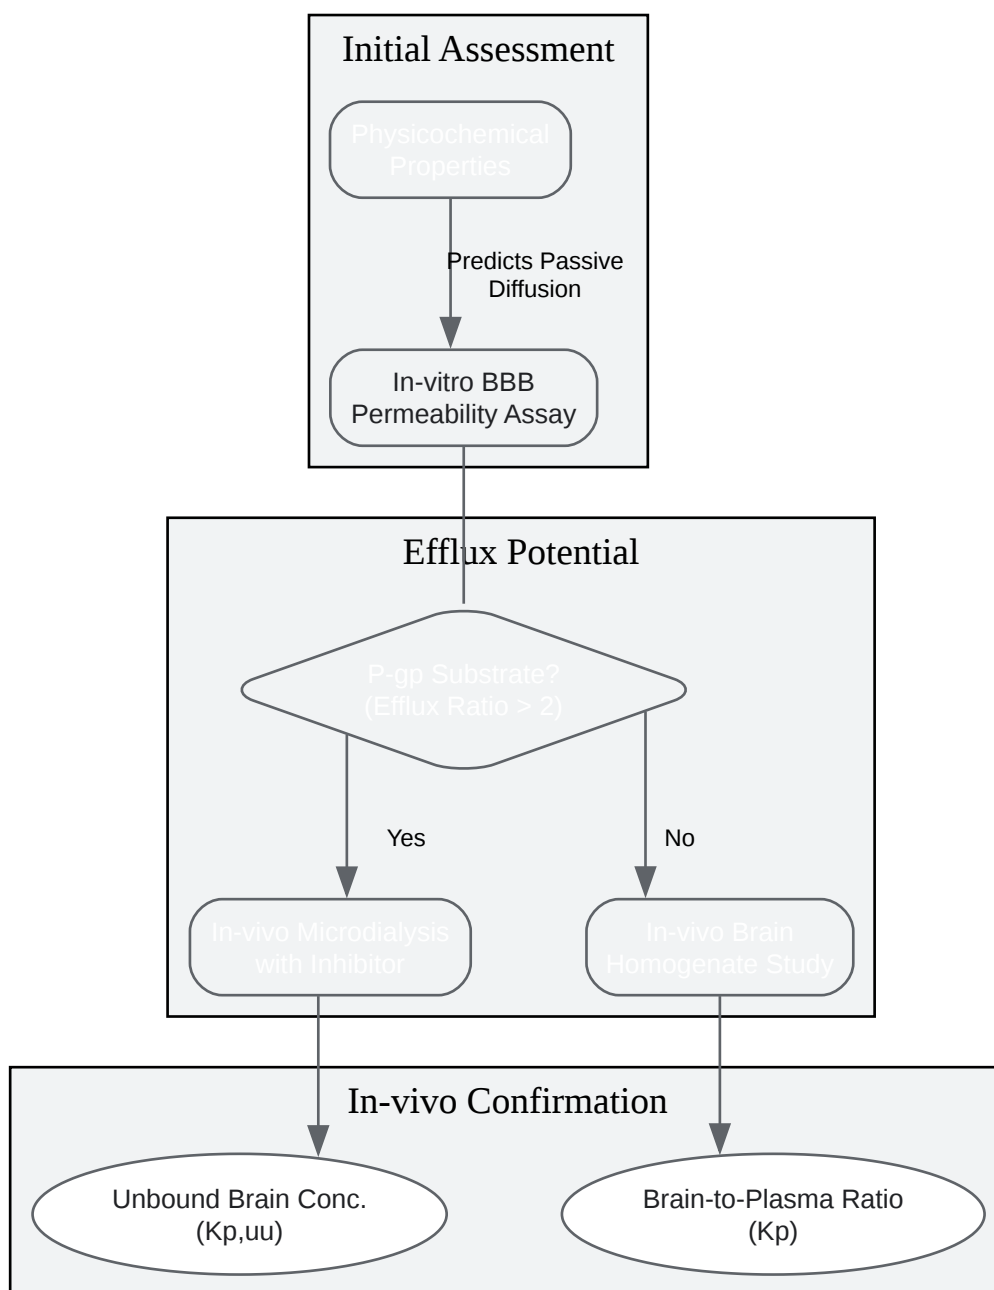 Initial Assessment
Physicochemical
Properties
Predicts Passive
Diffusion
In-vitro BBB
Permeability Assay
Efflux Potential
P-gp Substrate?
(Efflux Ratio > 2)
Yes
No
In-vivo Microdialysis
with Inhibitor
In-vivo Brain
Homogenate Study
In-vivo Confirmation
Unbound Brain Conc.
(Kp,uu)
Brain-to-Plasma Ratio
(Kp)